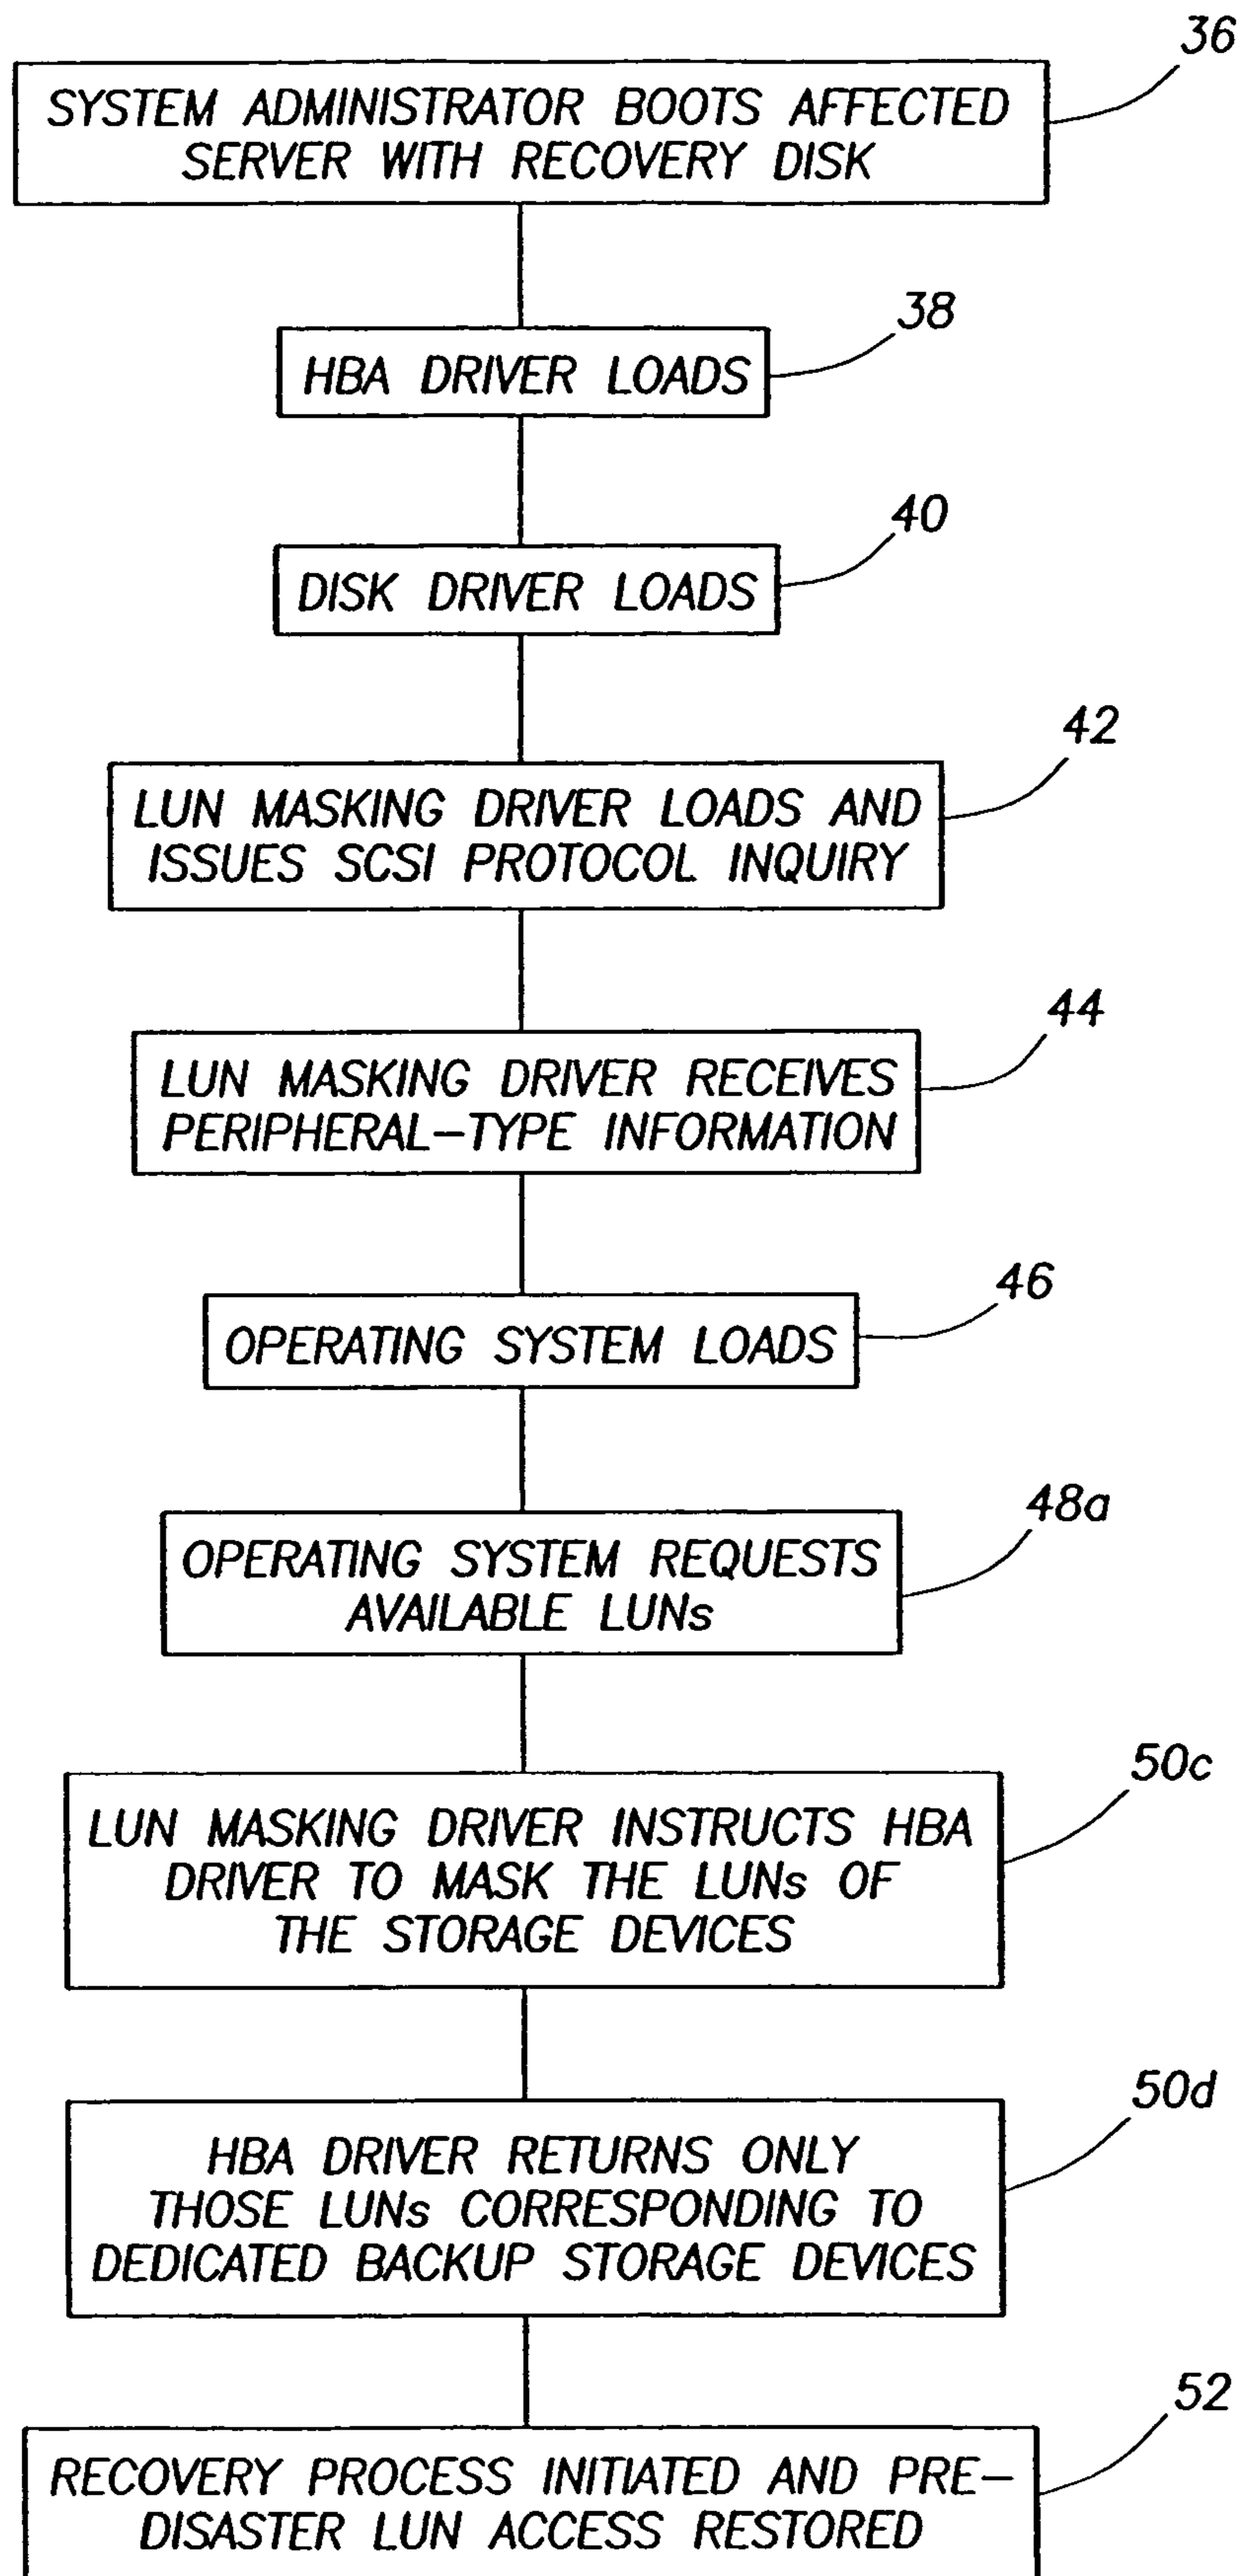 36
SYSTEM ADMINISTRATOR BOOTS AFFECTED
SERVER WITH RECOVERY DISK
38
HBA DRIVER LOADS
40
DISK DRIVER LOADS
42
LUN MASKING DRIVER LOADS AND
ISSUES SCSI PROTOCOL INQUIRY
44
LUN MASKING DRIVER RECEIVES
PERIPHERAL-TYPE INFORMATION
46
OPERATING SYSTEM LOADS
48a
OPERATING SYSTEM REQUESTS
AVAILABLE LUNs
50c
LUN MASKING DRIVER INSTRUCTS HBA
DRIVER TO MASK THE LUNs OF
THE STORAGE DEVICES
50d
HBA DRIVER RETURNS ONLY
THOSE LUNs CORRESPONDING TO
DEDICATED BACKUP STORAGE DEVICES
52
RECOVERY PROCESS INITIATED AND PRE-
DISASTER LUN ACCESS RESTORED